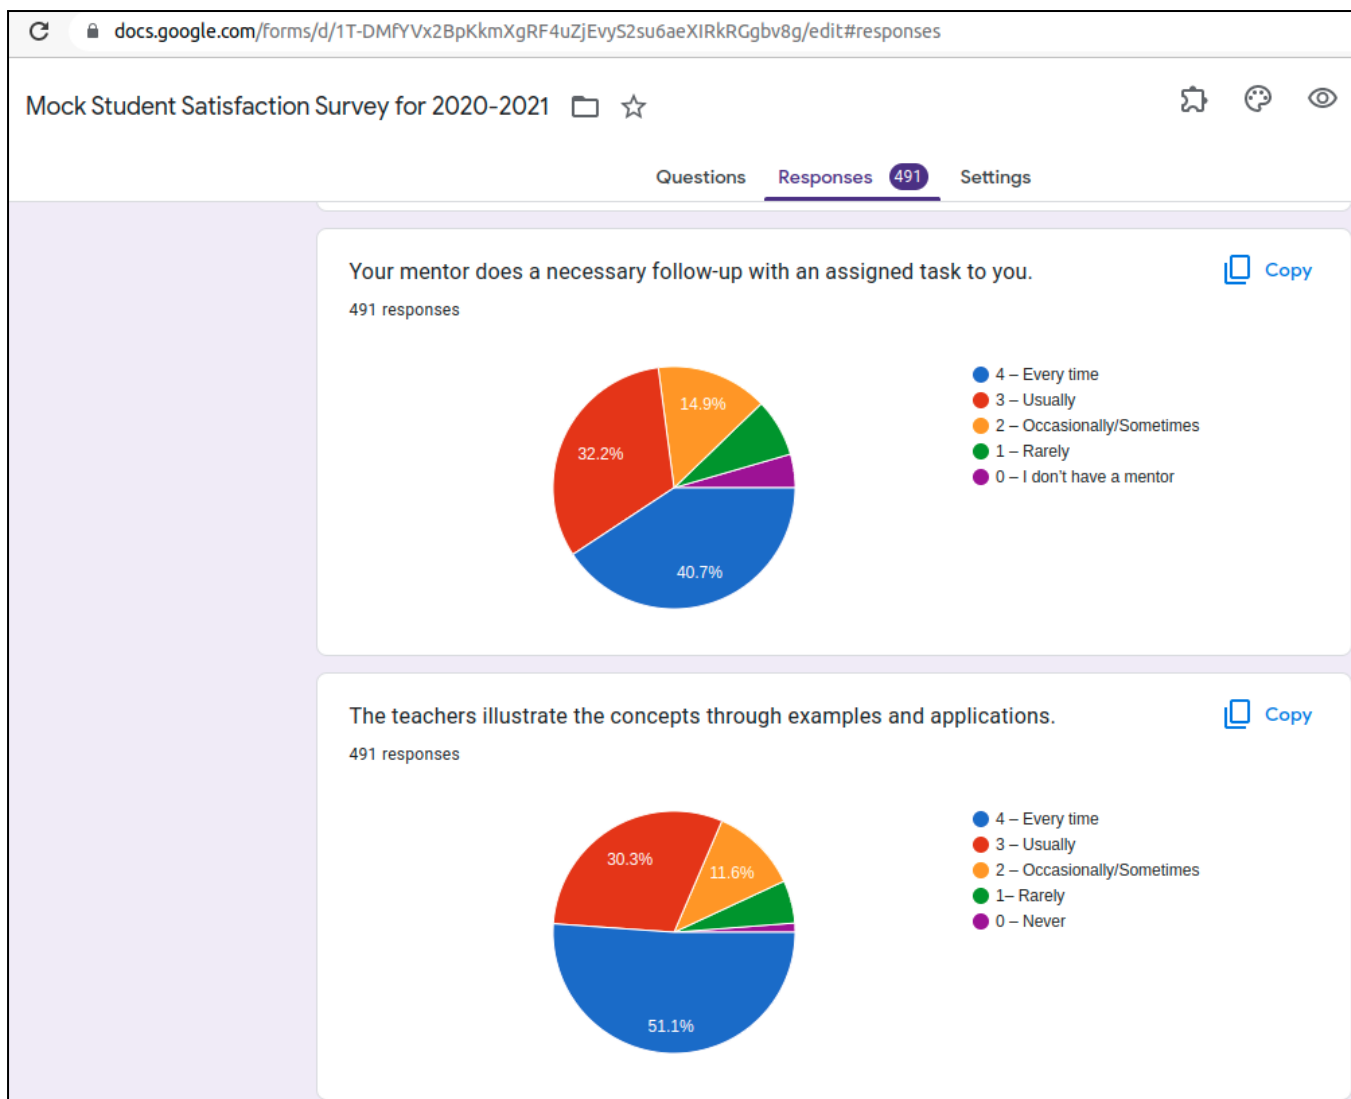 docs.google.com/forms/d/1T-DMfYVx2BpKkmXgRF4uZjEvyS2su6aeXIRkRGgbv8g/edit#responses
Mock Student Satisfaction Survey for 2020-2021
Questions Responses 491 Settings
Your mentor does a necessary follow-up with an assigned task to you.
Copy
491 responses
14.9%
32.2%
40.7%
4 – Every time
3 – Usually
2 – Occasionally/Sometimes
1 – Rarely
0 – I don't have a mentor
The teachers illustrate the concepts through examples and applications.
Copy
491 responses
30.3%
11.6%
51.1%
4 – Every time
3 – Usually
2 – Occasionally/Sometimes
1– Rarely
0 – Never